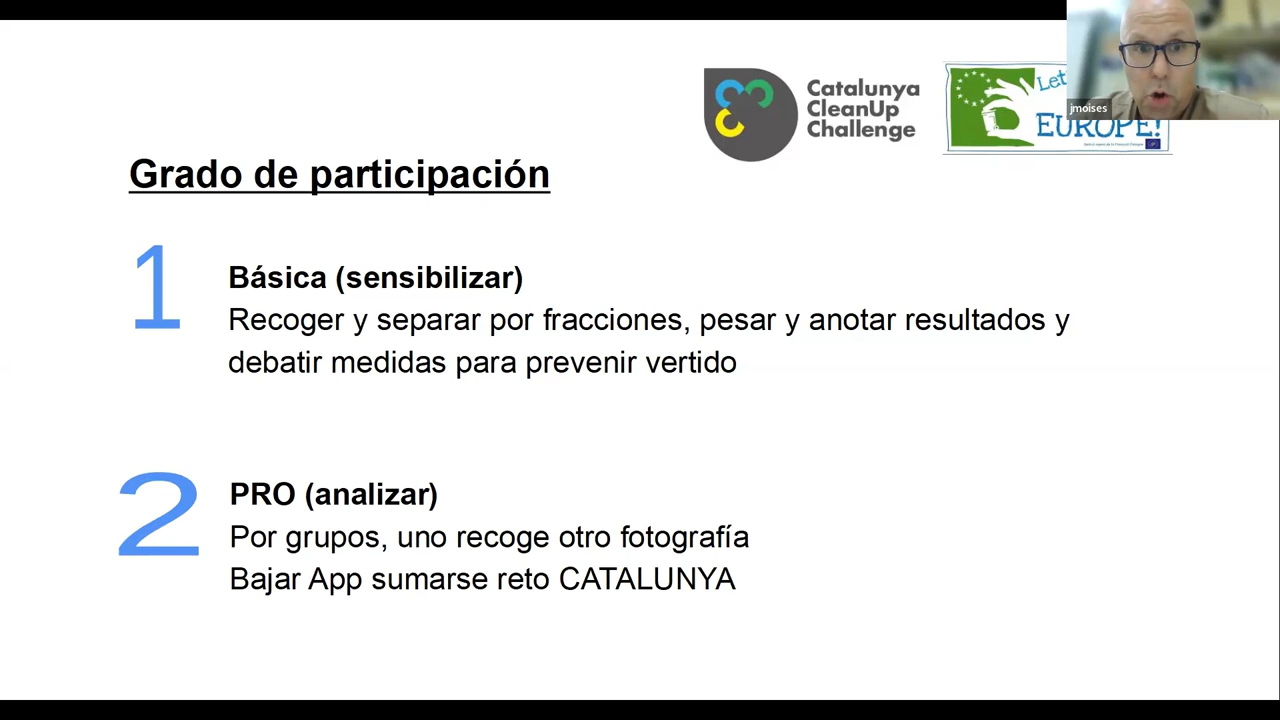 Catalunya
CleanUp
Challenge
Let
EUROPE!
jmoises
Grado de participación
1
Básica (sensibilizar)
Recoger y separar por fracciones, pesar y anotar resultados y
debatir medidas para prevenir vertido
2
PRO (analizar)
Por grupos, uno recoge otro fotografía
Bajar App sumarse reto CATALUNYA